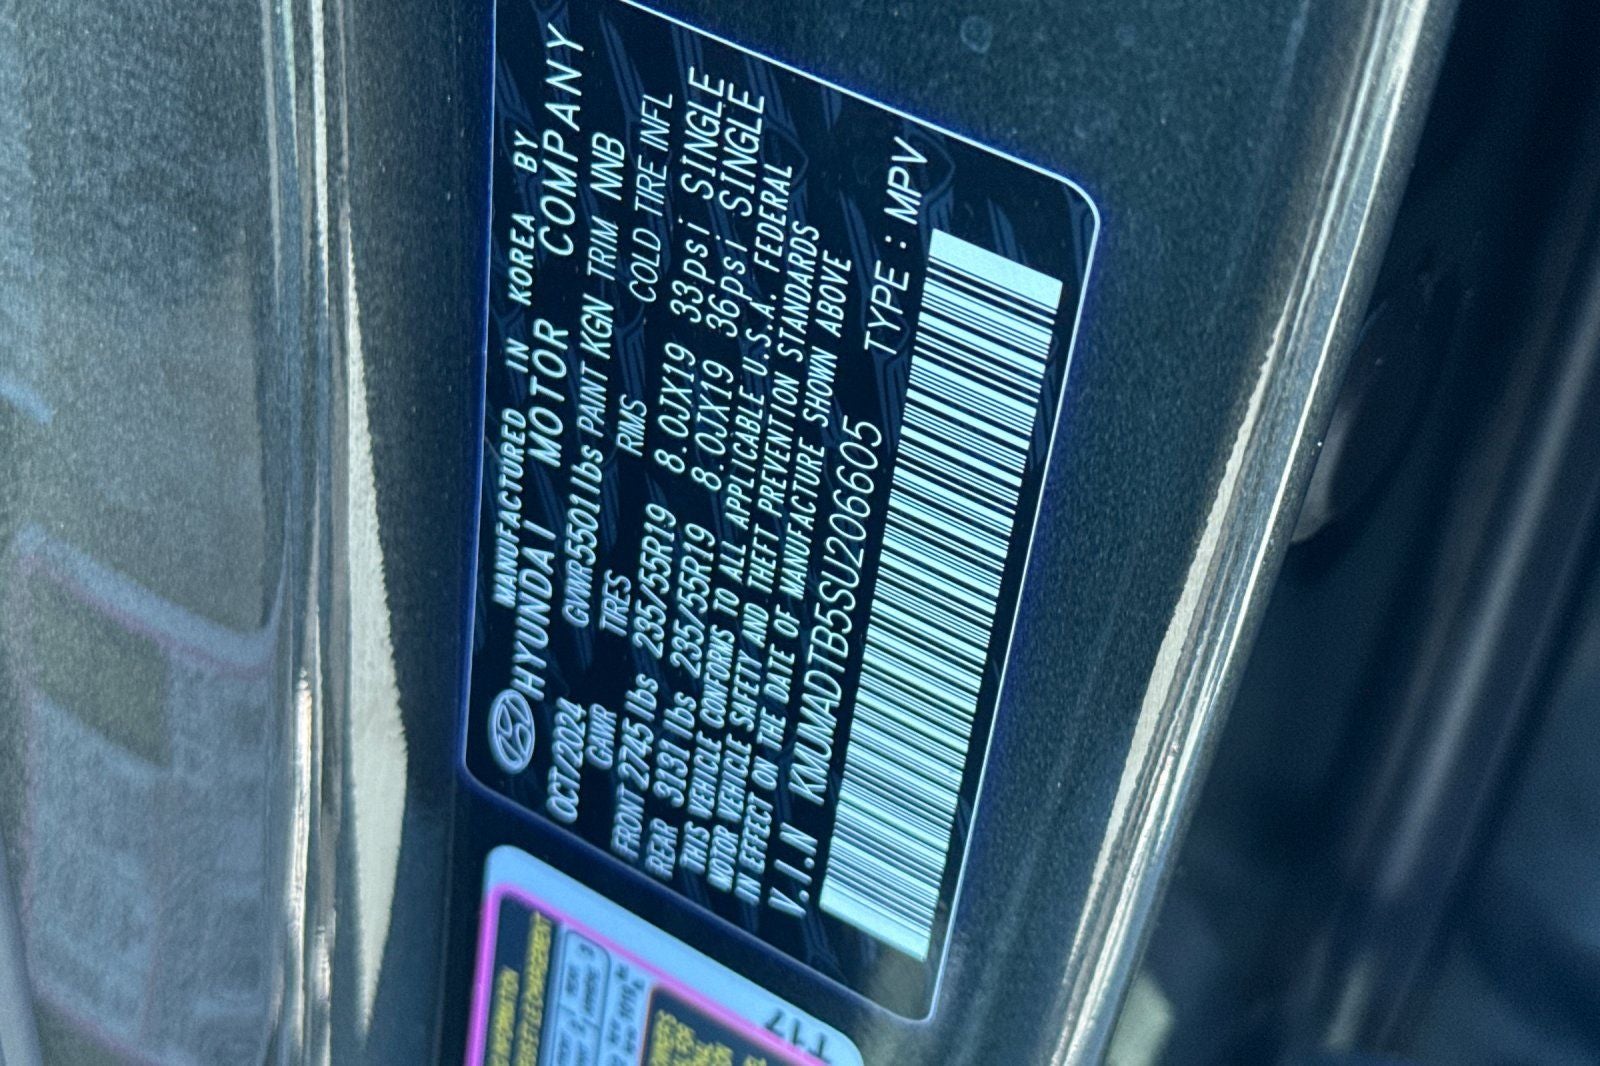 MANUFACTURED IN KOREA BY
HYUNDAI MOTOR COMPANY
OCT/2024 GVWR5501lbs PAINT KGN TRIM NNB
GAWR TIRES RMS COLD TIRE INFL
FRONT 2745 lbs 235/55R19 8.0JX19 33psi SINGLE
REAR 3131 lbs 235/55R19 8.0JX19 36psi SINGLE
THIS VEHICLE CONFORMS TO ALL APPLICABLE U.S.A. FEDERAL
MOTOR VEHICLE SAFETY AND THEFT PREVENTION STANDARDS
IN EFFECT ON THE DATE OF MANUFACTURE SHOWN ABOVE
V.I.N KMUMADTB5SU206605 TYPE : MPV
T17